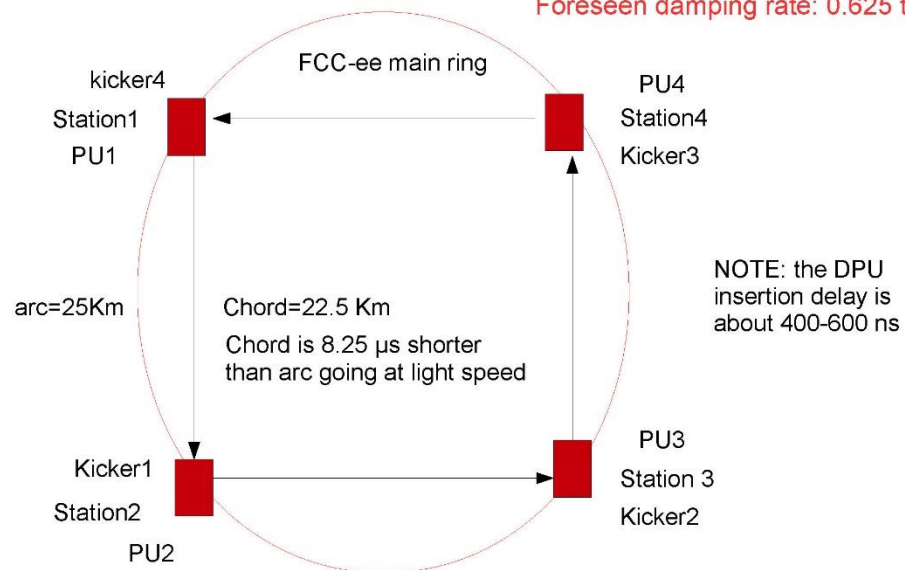 Foreseen damping rate: 0.625 t
FCC-ee main ring
kicker4
Station1
PU1
PU4
Station4
Kicker3
arc=25Km
Chord=22.5 Km
Chord is 8.25 µs shorter
than arc going at light speed
NOTE: the DPU
insertion delay is
about 400-600 ns
Kicker1
Station2
PU2
PU3
Station 3
Kicker2